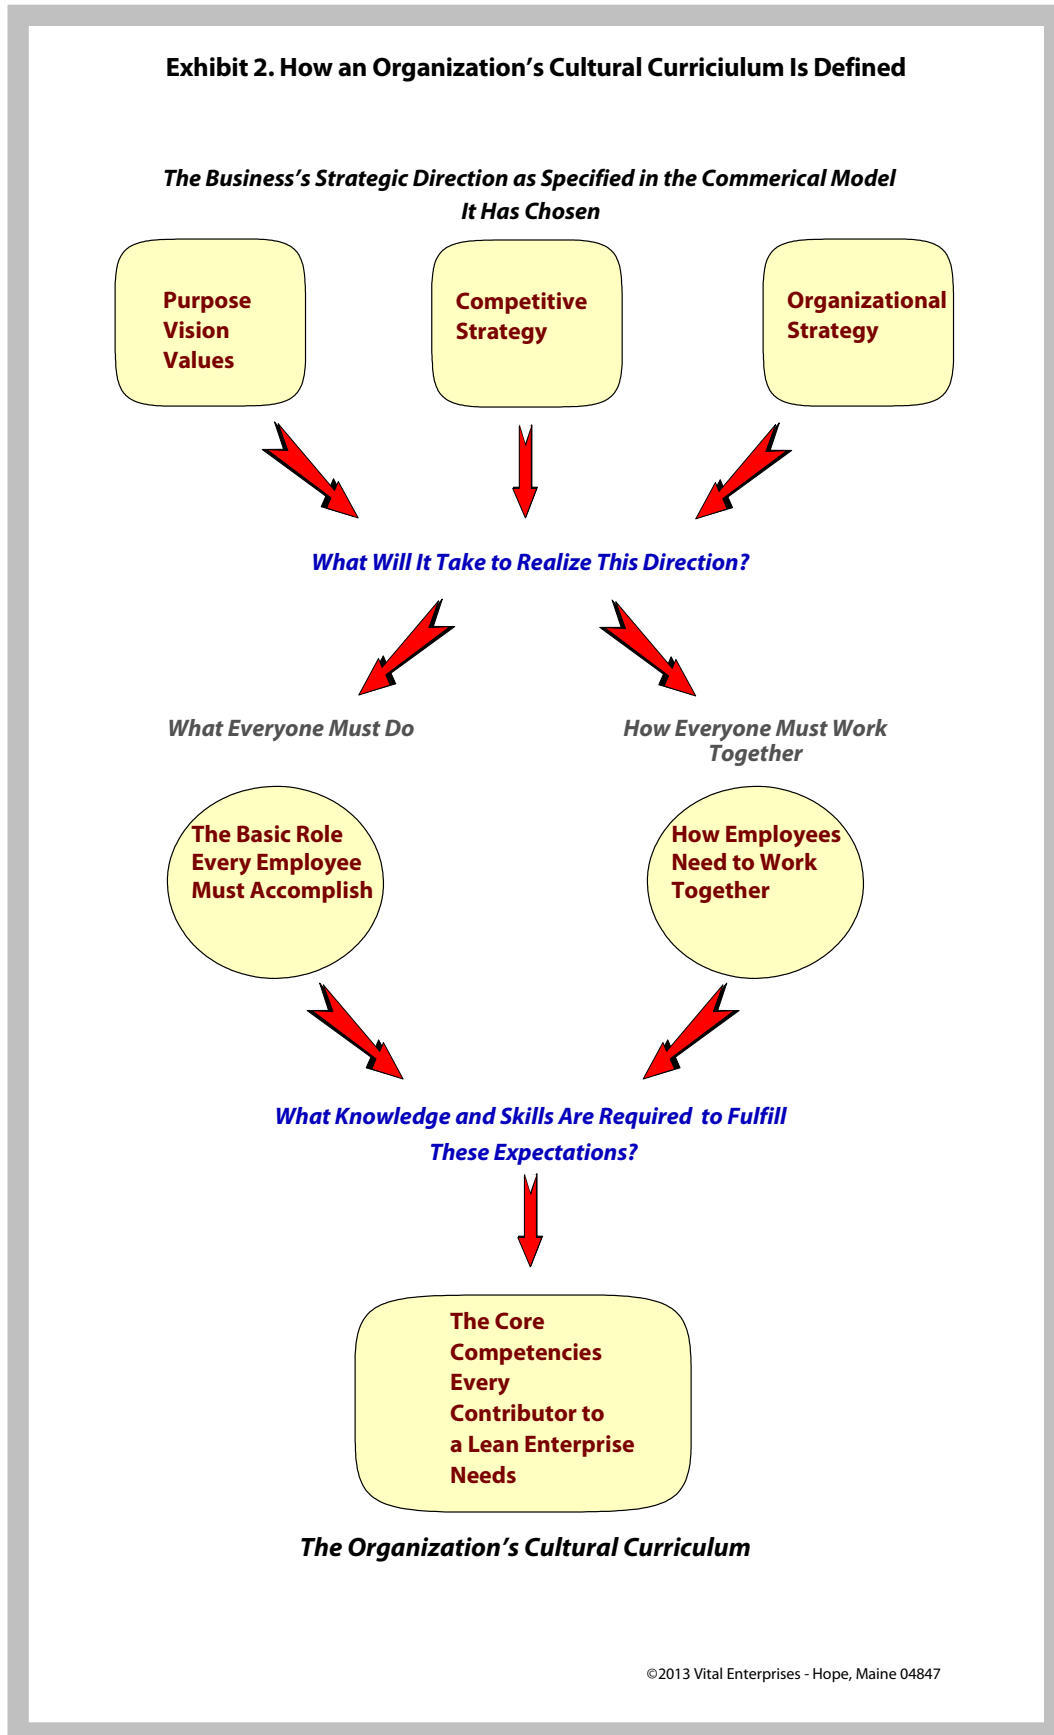 Exhibit 2. How an Organization’s Cultural Curriciulum Is Defined
The Business’s Strategic Direction as Specified in the Commerical Model
It Has Chosen
Purpose
Vision
Values
Competitive
Strategy
Organizational
Strategy
What Will It Take to Realize This Direction?
What Everyone Must Do
How Everyone Must Work
Together
The Basic Role
Every Employee
Must Accomplish
How Employees
Need to Work
Together
What Knowledge and Skills Are Required  to Fulfill
These Expectations?
The Core
Competencies
Every
Contributor to
a Lean Enterprise
Needs
The Organization’s Cultural Curriculum
©2013 Vital Enterprises - Hope, Maine 04847